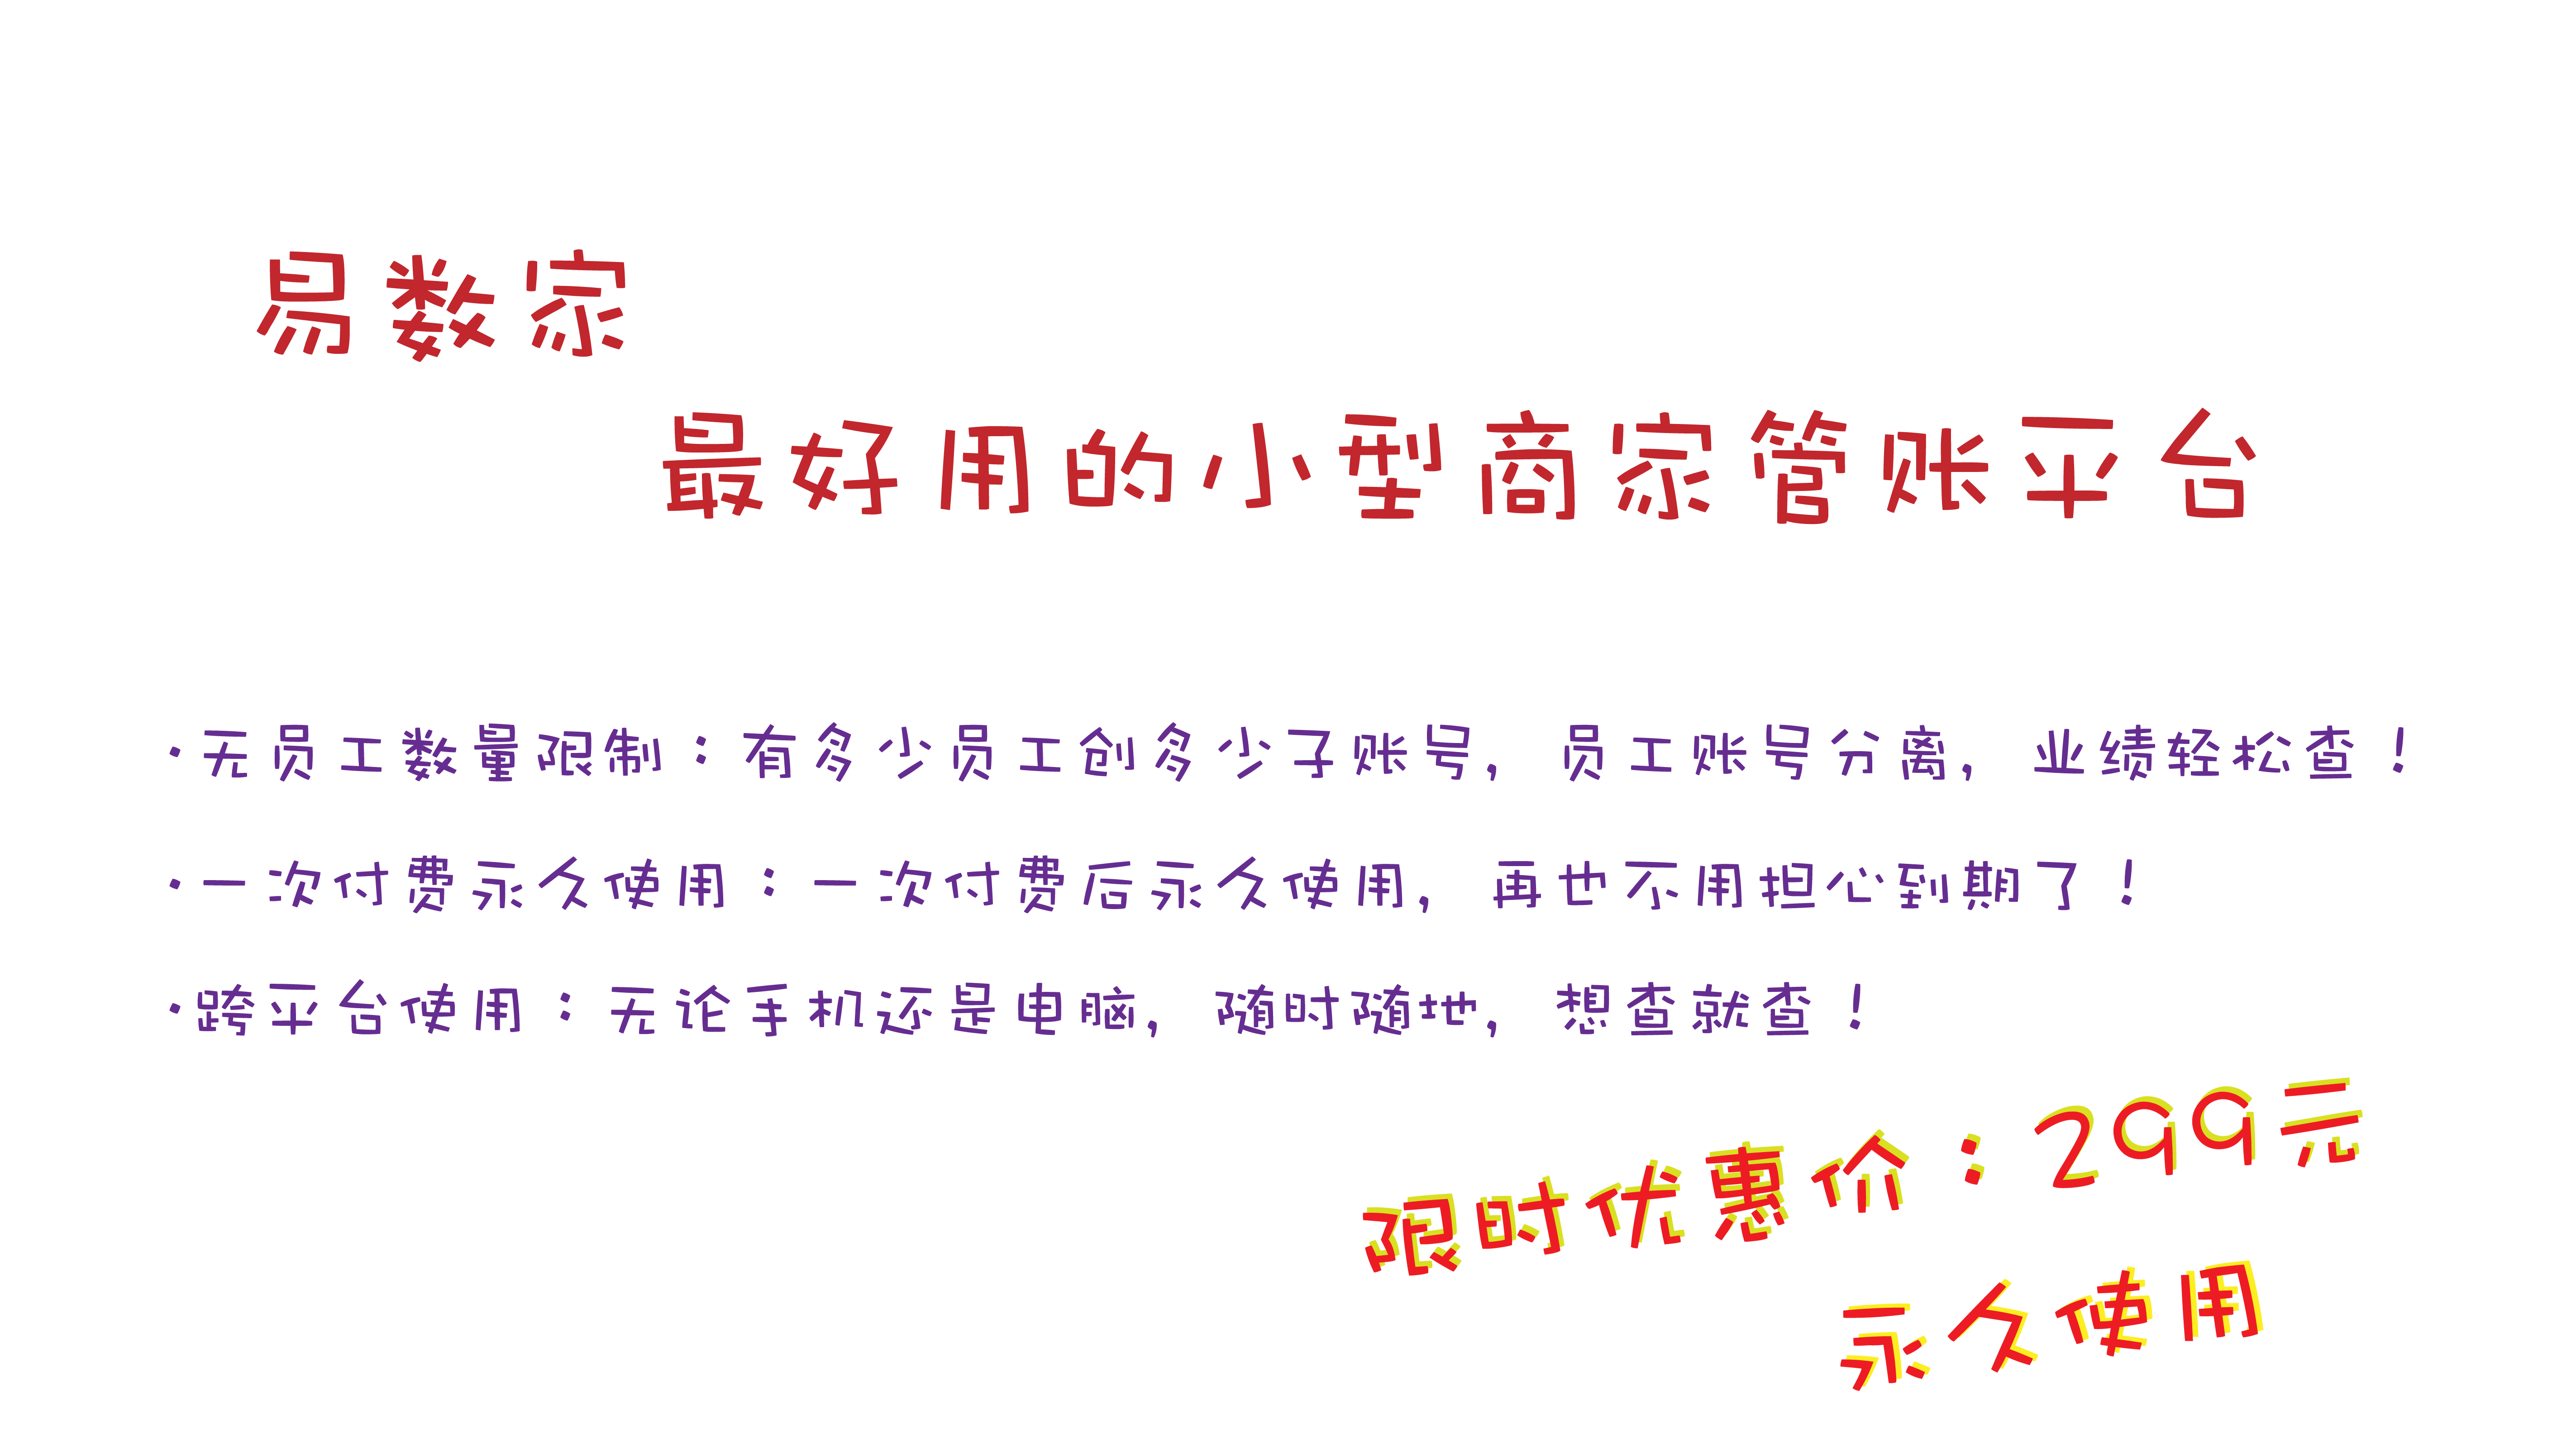 易数家
最好用的小型商家管账平台
·无员工数量限制：有多少员工创多少子账号，员工账号分离，业绩轻松查！
·一次付费永久使用：一次付费后永久使用，再也不用担心到期了！
·跨平台使用：无论手机还是电脑，随时随地，想查就查！
限时优惠价：299元
永久使用